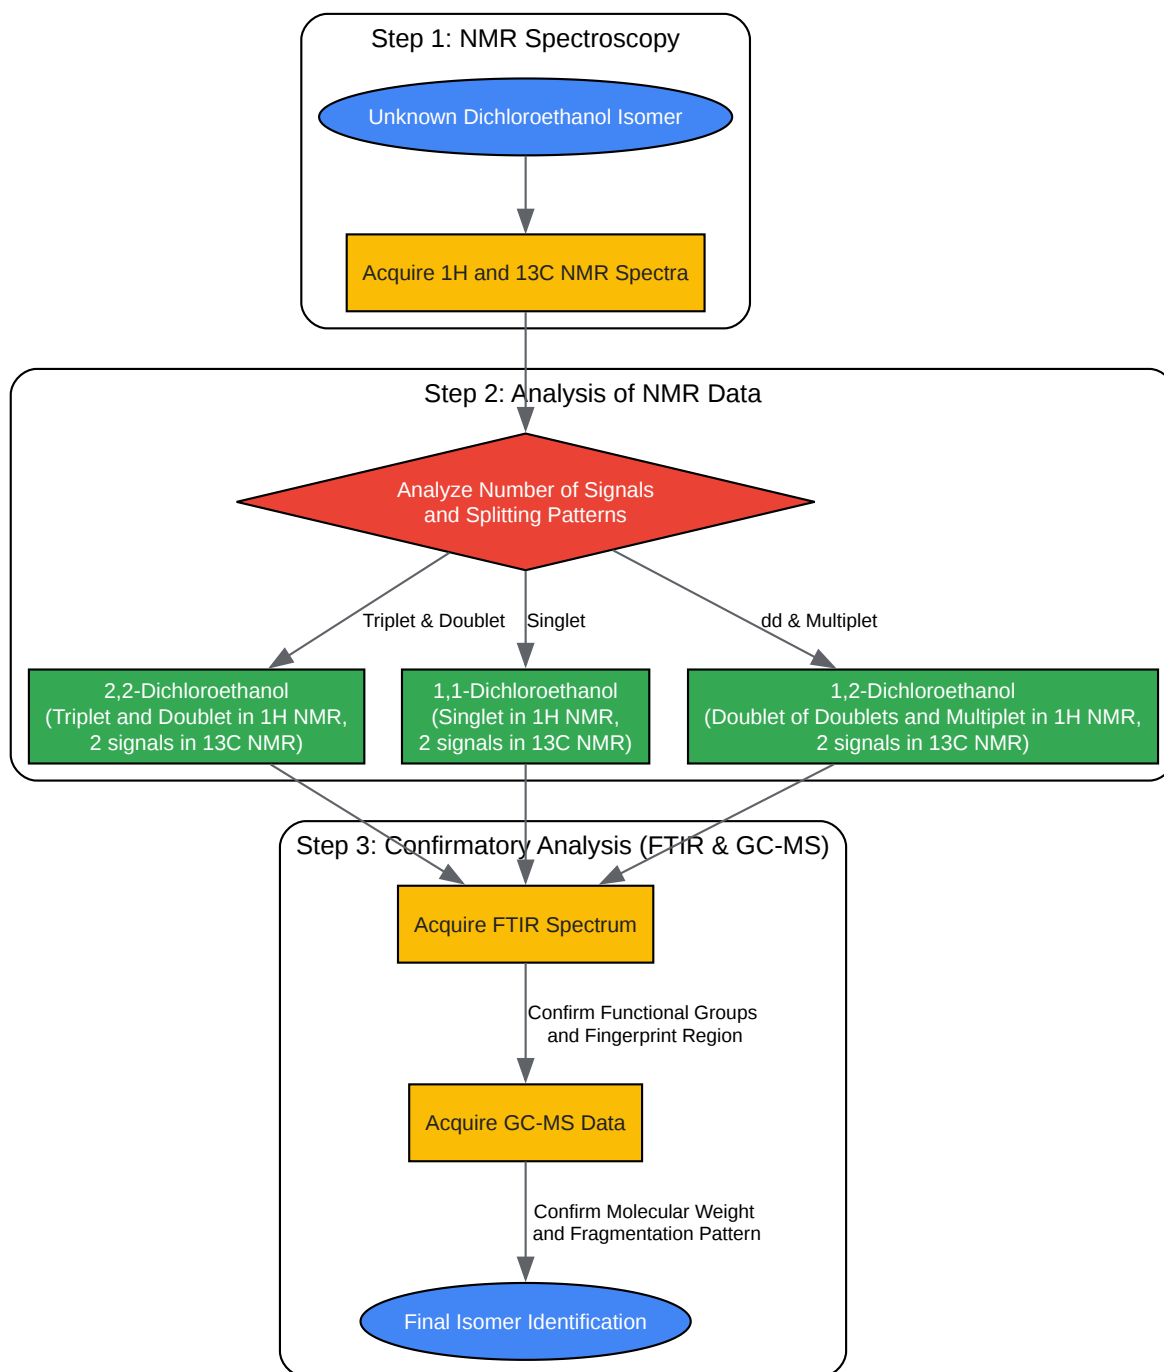 Step 1: NMR Spectroscopy
Unknown Dichloroethanol Isomer
Acquire 1H and 13C NMR Spectra
Step 2: Analysis of NMR Data
Analyze Number of Signals
and Splitting Patterns
Triplet & Doublet
Singlet
dd & Multiplet
2,2-Dichloroethanol
(Triplet and Doublet in 1H NMR,
2 signals in 13C NMR)
1,1-Dichloroethanol
(Singlet in 1H NMR,
2 signals in 13C NMR)
1,2-Dichloroethanol
(Doublet of Doublets and Multiplet in 1H NMR,
2 signals in 13C NMR)
Step 3: Confirmatory Analysis (FTIR & GC-MS)
Acquire FTIR Spectrum
Confirm Functional Groups
and Fingerprint Region
Acquire GC-MS Data
Confirm Molecular Weight
and Fragmentation Pattern
Final Isomer Identification